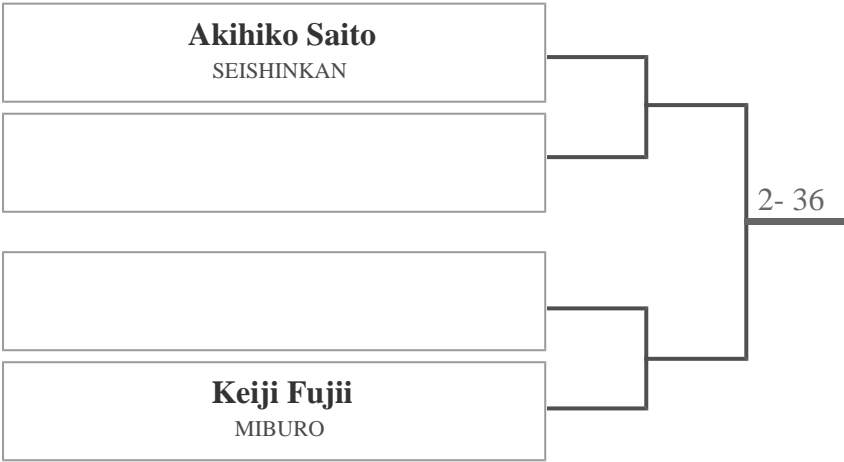 Akihiko Saito
SEISHINKAN
2- 36
Keiji Fujii
MIBURO